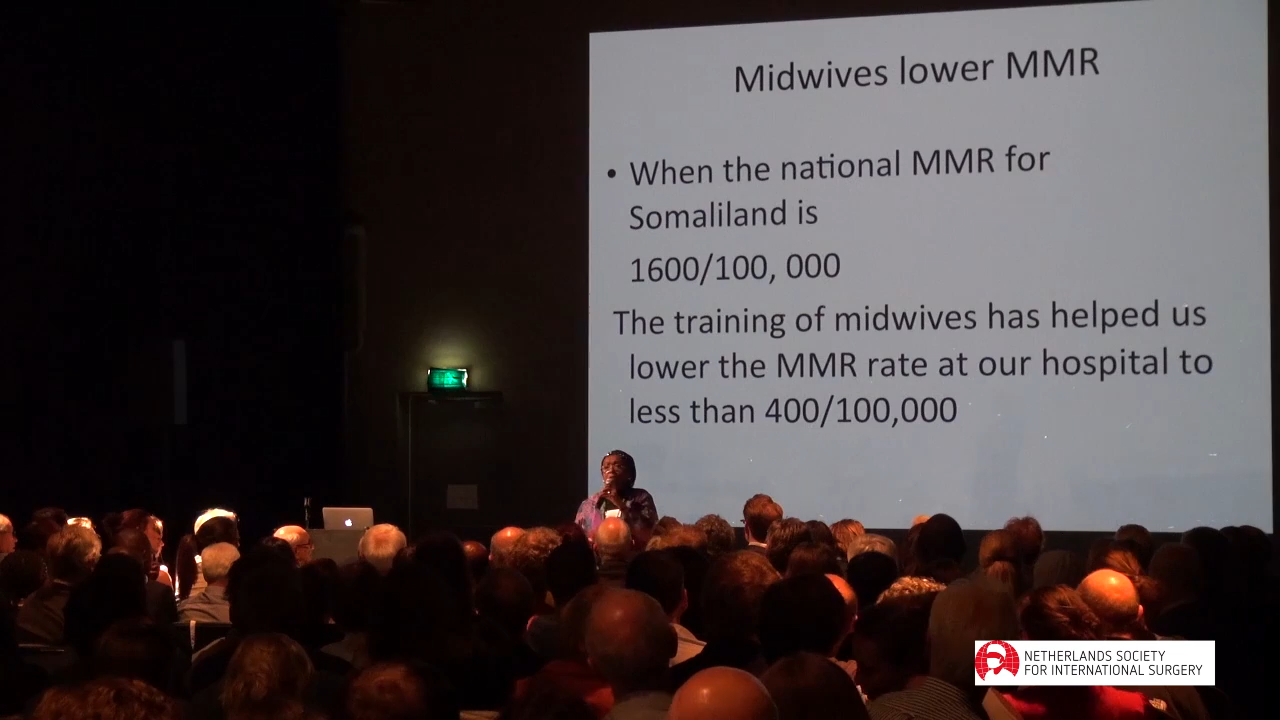 Midwives lower MMR
• When the national MMR for
Somaliland is
1600/100, 000
The training of midwives has helped us
lower the MMR rate at our hospital to
less than 400/100,000
NETHERLANDS SOCIETY
FOR INTERNATIONAL SURGERY